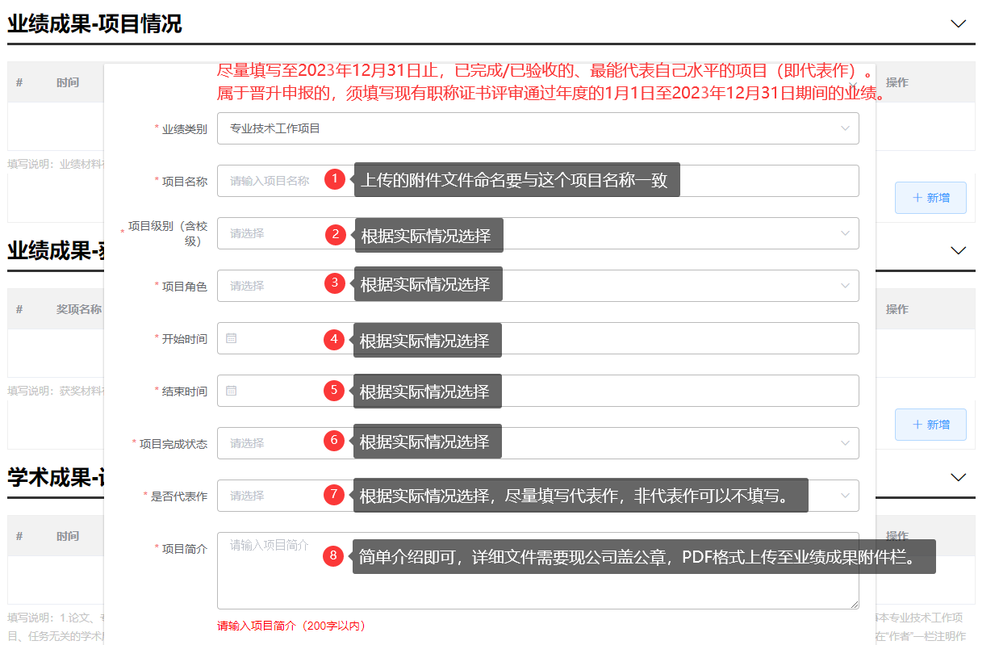 业绩成果-项目情况
尽量填写至2023年12月31日止，已完成/已验收的、最能代表自己水平的项目（即代表作）。
属于晋升申报的，须填写现有职称证书评审通过年度的1月1日至2023年12月31日期间的业绩。
# 时间 操作
* 业绩类别 专业技术工作项目
填写说明：业绩材料
* 项目名称 请输入项目名称 1 上传的附件文件命名要与这个项目名称一致
+ 新增
* 项目级别（含校
级） 请选择 2 根据实际情况选择
业绩成果-
* 项目角色 请选择 3 根据实际情况选择
# 奖项名称 操作
* 开始时间 4 根据实际情况选择
* 结束时间 5 根据实际情况选择
填写说明：获奖材料
+ 新增
* 项目完成状态 请选择 6 根据实际情况选择
学术成果-
* 是否代表作 请选择 7 根据实际情况选择，尽量填写代表作，非代表作可以不填写。
# 时间 操作
* 项目简介 请输入项目简介 8 简单介绍即可，详细文件需要现公司盖公章，PDF格式上传至业绩成果附件栏。
填写说明：1.论文、 本专业技术工作项
请输入项目简介（200字以内）
目、任务无关的学术 在“作者”一栏注明作